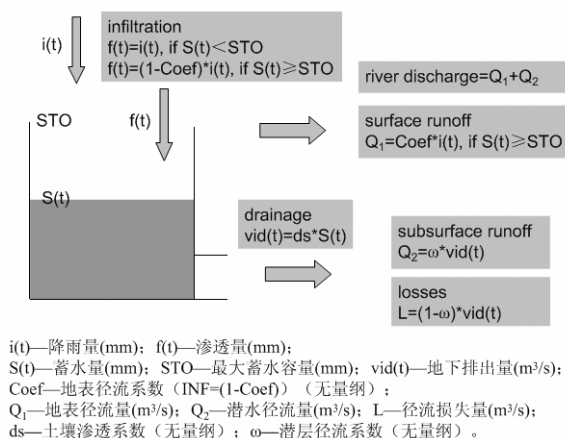 i(t)
infiltration
f(t)=i(t), if S(t)<STO
f(t)=(1-Coef)*i(t), if S(t)≥STO
river discharge=Q₁+Q₂
STO
f(t)
surface runoff
Q₁=Coef*i(t), if S(t)≥STO
S(t)
drainage
vid(t)=ds*S(t)
subsurface runoff
Q₂=ω*vid(t)
losses
L=(1-ω)*vid(t)
i(t)—降雨量(mm)；f(t)—渗透量(mm)；
S(t)—蓄水量(mm)；STO—最大蓄水容量(mm)；vid(t)—地下排出量(m³/s)；
Coef—地表径流系数（INF=(1-Coef)）（无量纲）；
Q₁—地表径流量(m³/s)；Q₂—潜水径流量(m³/s)；L—径流损失量(m³/s)；
ds—土壤渗透系数（无量纲）；ω—潜层径流系数（无量纲）。